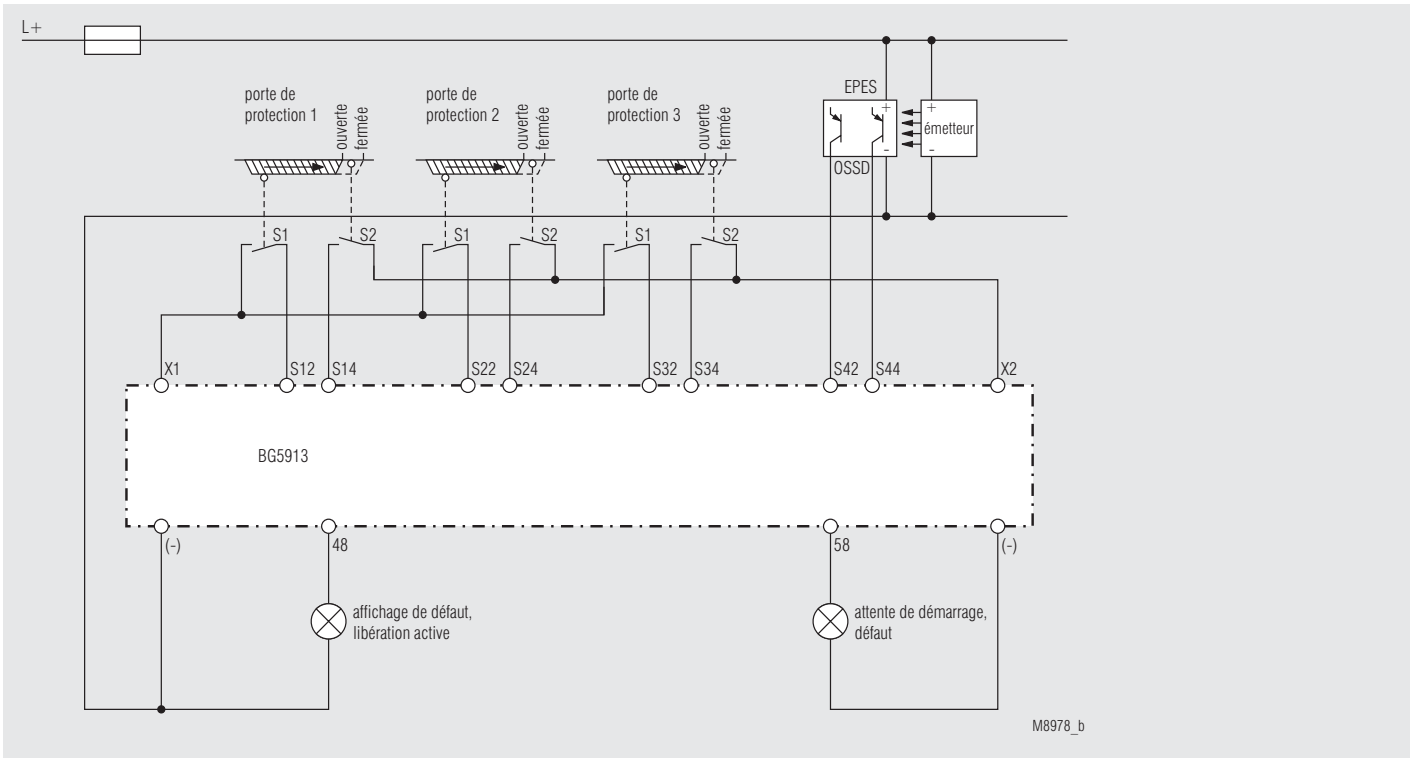 L+
porte de
protection 1
ouverte
fermée
porte de
protection 2
ouverte
fermée
porte de
protection 3
ouverte
fermée
EPES
+
-
OSSD
+
émetteur
-
S1
S2
S1
S2
S1
S2
X1
S12
S14
S22
S24
S32
S34
S42
S44
X2
BG5913
(-)
48
58
(-)
affichage de défaut,
libération active
attente de démarrage,
défaut
M8978_b